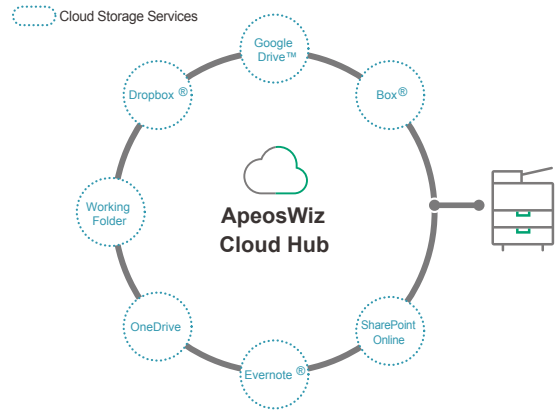 Cloud Storage Services
Google
Drive™
Dropbox ®
Box®
Working
Folder
ApeosWiz
Cloud Hub
OneDrive
SharePoint
Online
Evernote ®